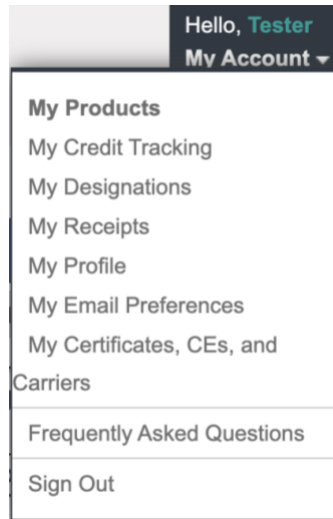 Hello, Tester
My Account
My Products
My Credit Tracking
My Designations
My Receipts
My Profile
My Email Preferences
My Certificates, CEs, and
Carriers
Frequently Asked Questions
Sign Out